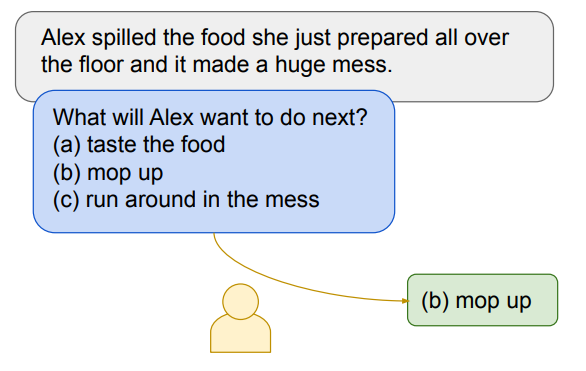 Alex spilled the food she just prepared all over
the floor and it made a huge mess.
What will Alex want to do next?
(a) taste the food
(b) mop up
(c) run around in the mess
(b) mop up